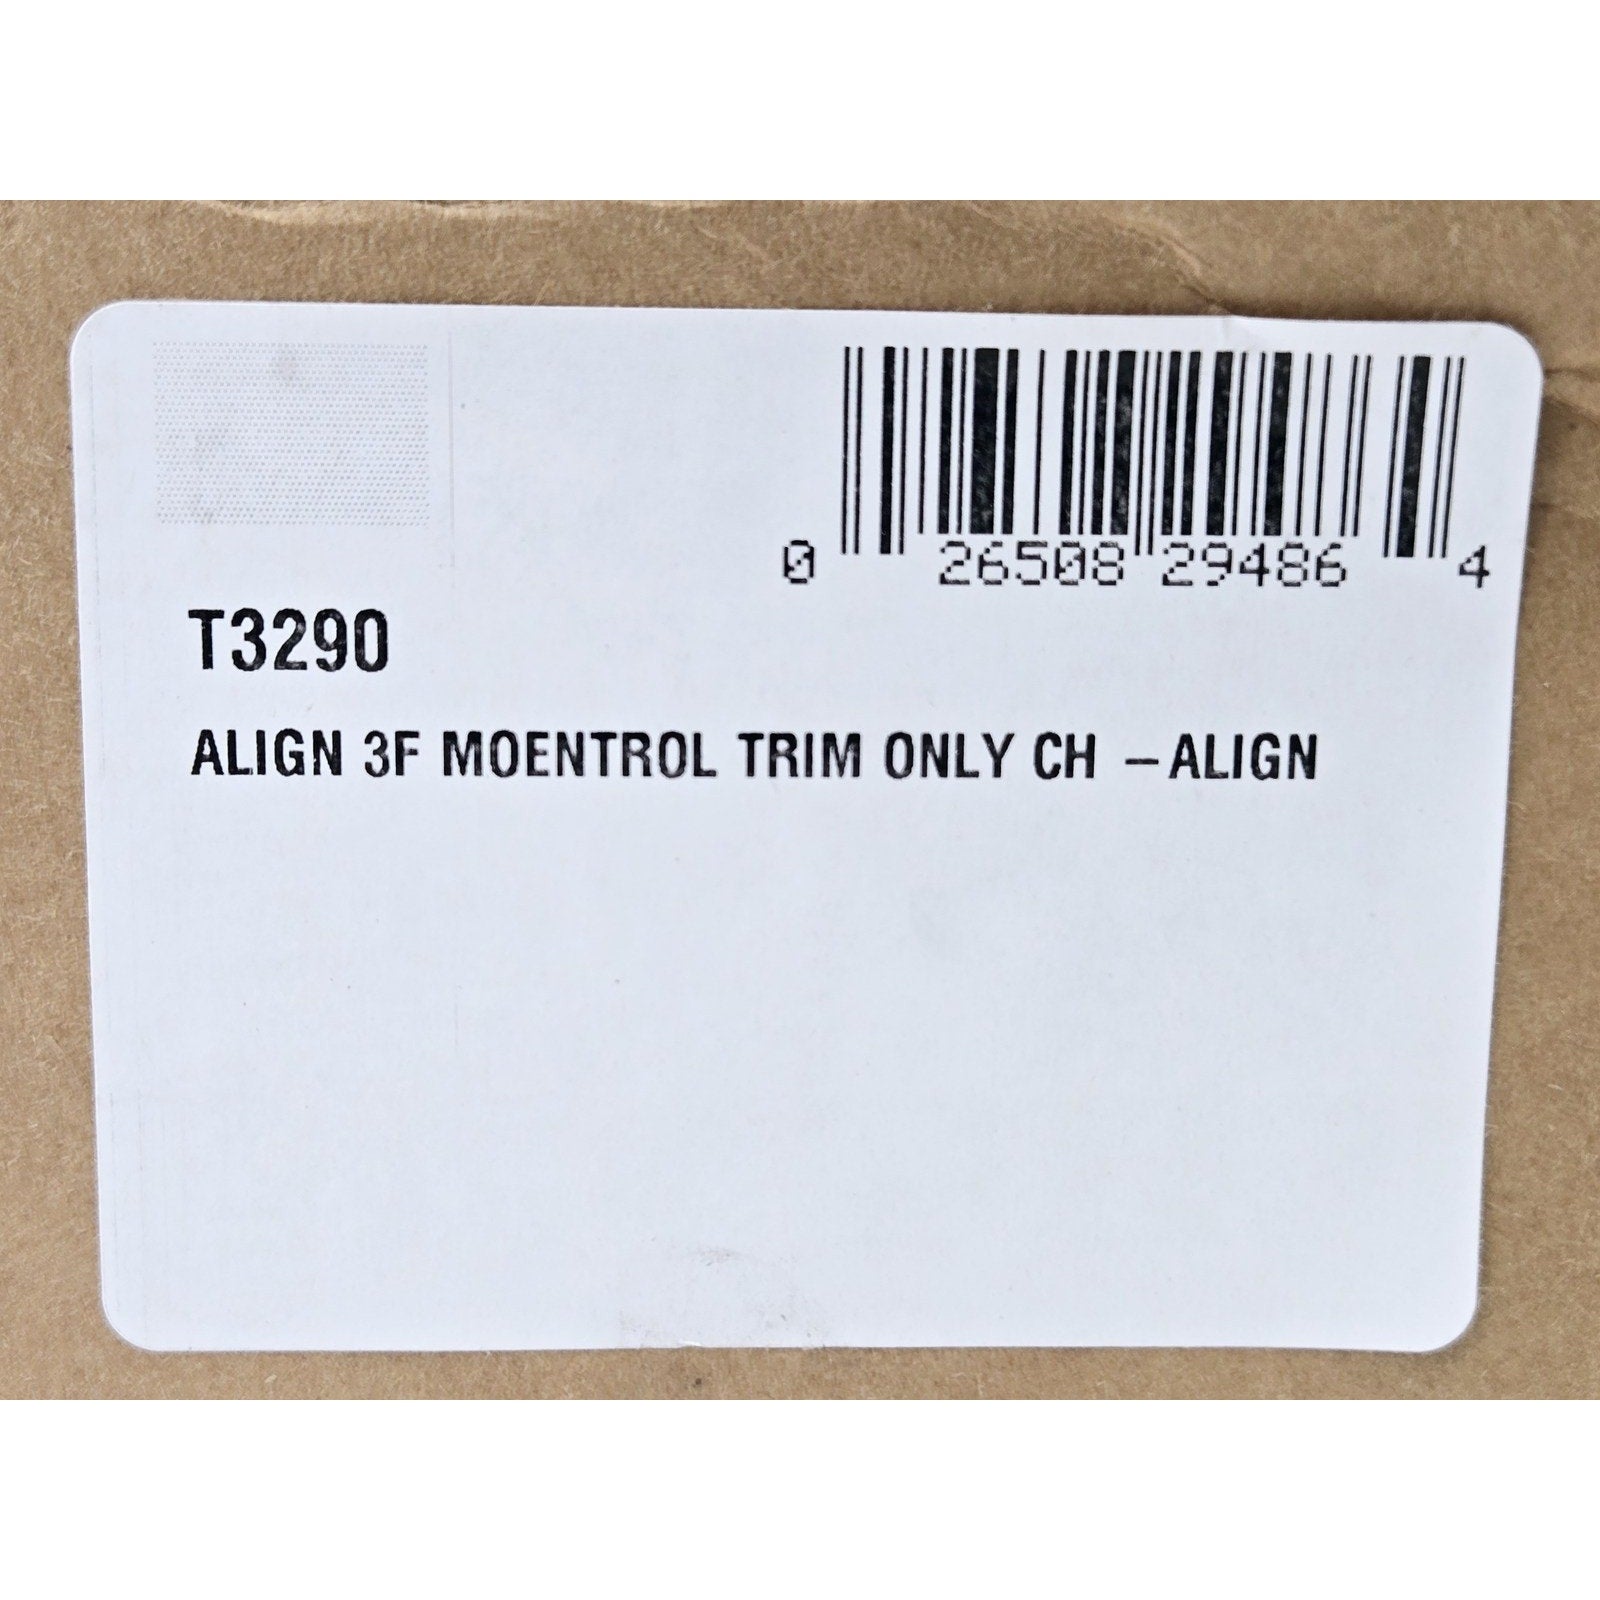 0 26508 29486 4
T3290
ALIGN 3F MOENTROL TRIM ONLY CH –ALIGN